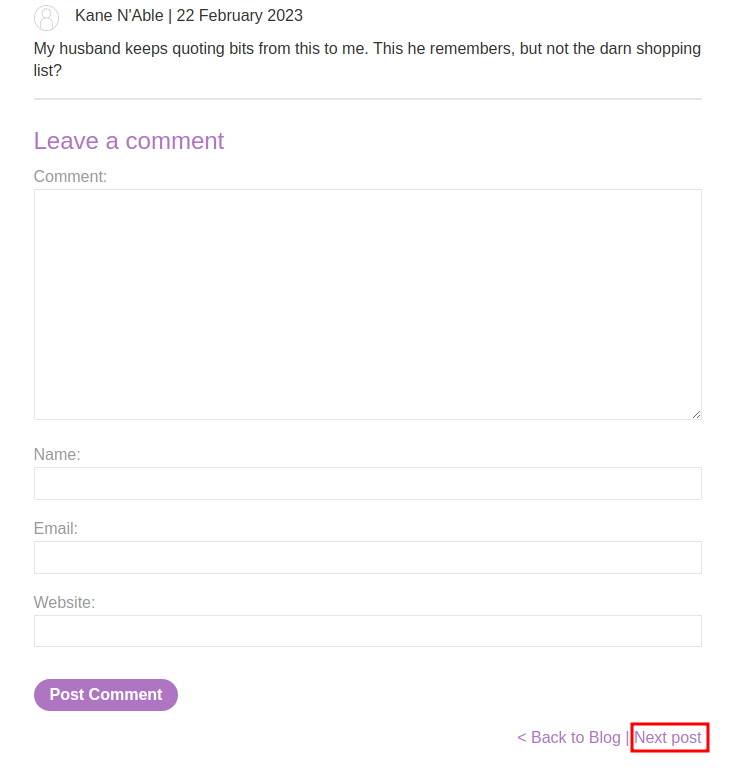 Kane N'Able | 22 February 2023
My husband keeps quoting bits from this to me. This he remembers, but not the darn shopping
list?
Leave a comment
Comment:
Name:
Email:
Website:
Post Comment
< Back to Blog | Next post